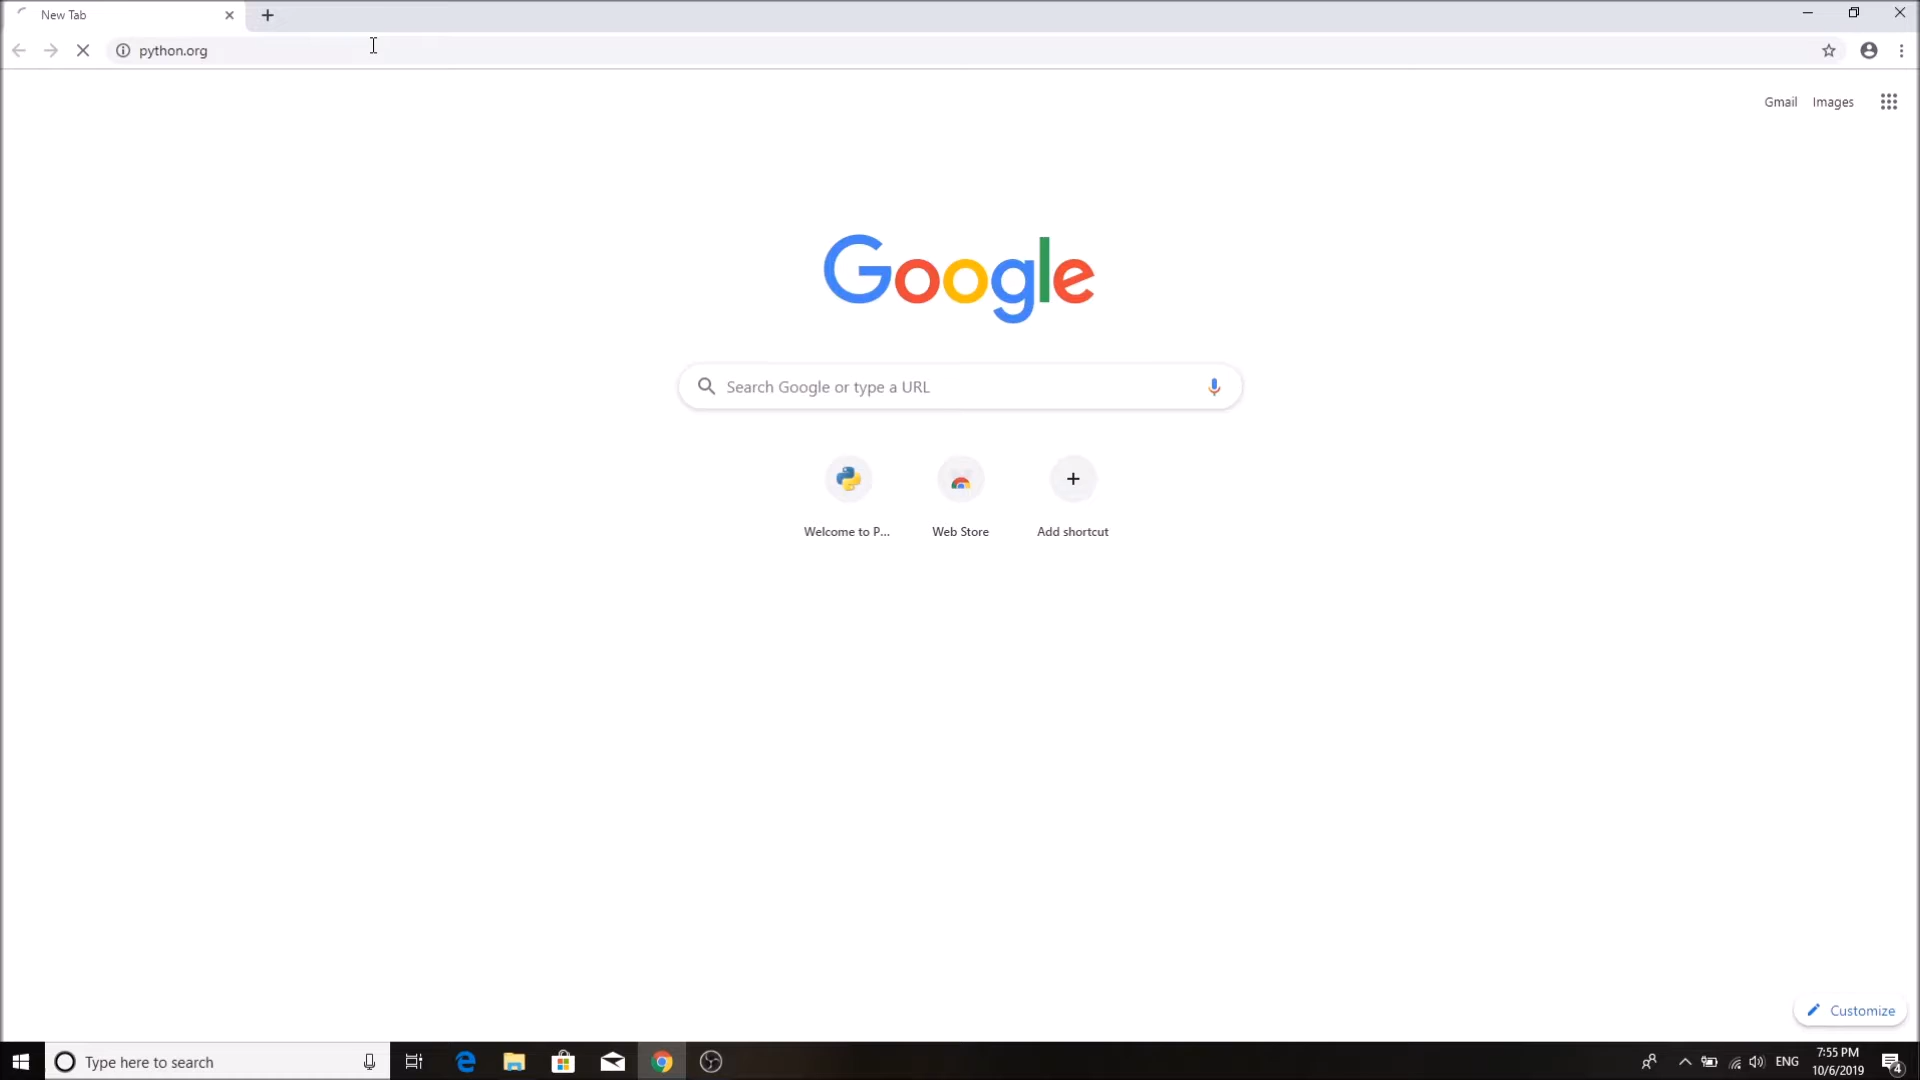 New Tab
python.org
Gmail Images
Google
Search Google or type a URL
Welcome to P... Web Store Add shortcut
Customize
Type here to search
ENG
7:55 PM
10/6/2019
4